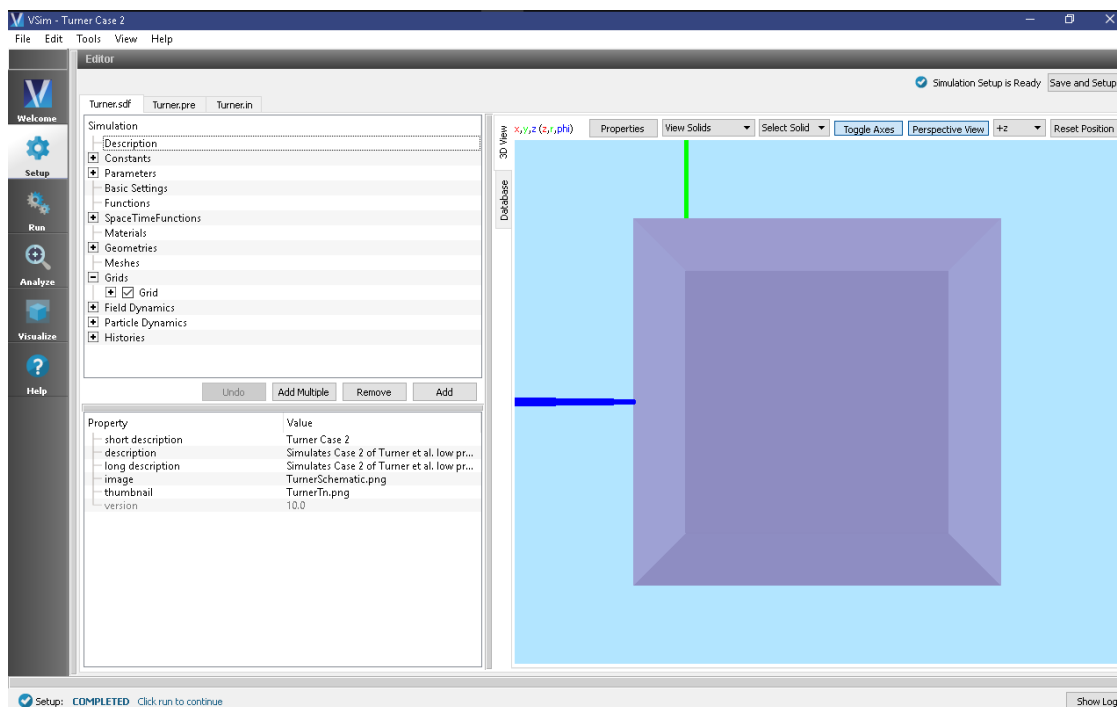 VSim - Turner Case 2
File Edit Tools View Help
Editor
Simulation Setup is Ready Save and Setup
Welcome
Setup
Run
Analyze
Visualize
Help
Turner.sdf Turner.pre Turner.in
Simulation
Description
Constants
Parameters
Basic Settings
Functions
SpaceTimeFunctions
Materials
Geometries
Meshes
Grids
Grid
Field Dynamics
Particle Dynamics
Histories
Undo Add Multiple Remove Add
Property Value
short description Turner Case 2
description Simulates Case 2 of Turner et al. low pr...
long description Simulates Case 2 of Turner et al. low pr...
image TurnerSchematic.png
thumbnail TurnerTn.png
version 10.0
3D View
Database
x,y,z (z,r,phi) Properties View Solids Select Solid Toggle Axes Perspective View +z Reset Position
Setup: COMPLETED Click run to continue
Show Log